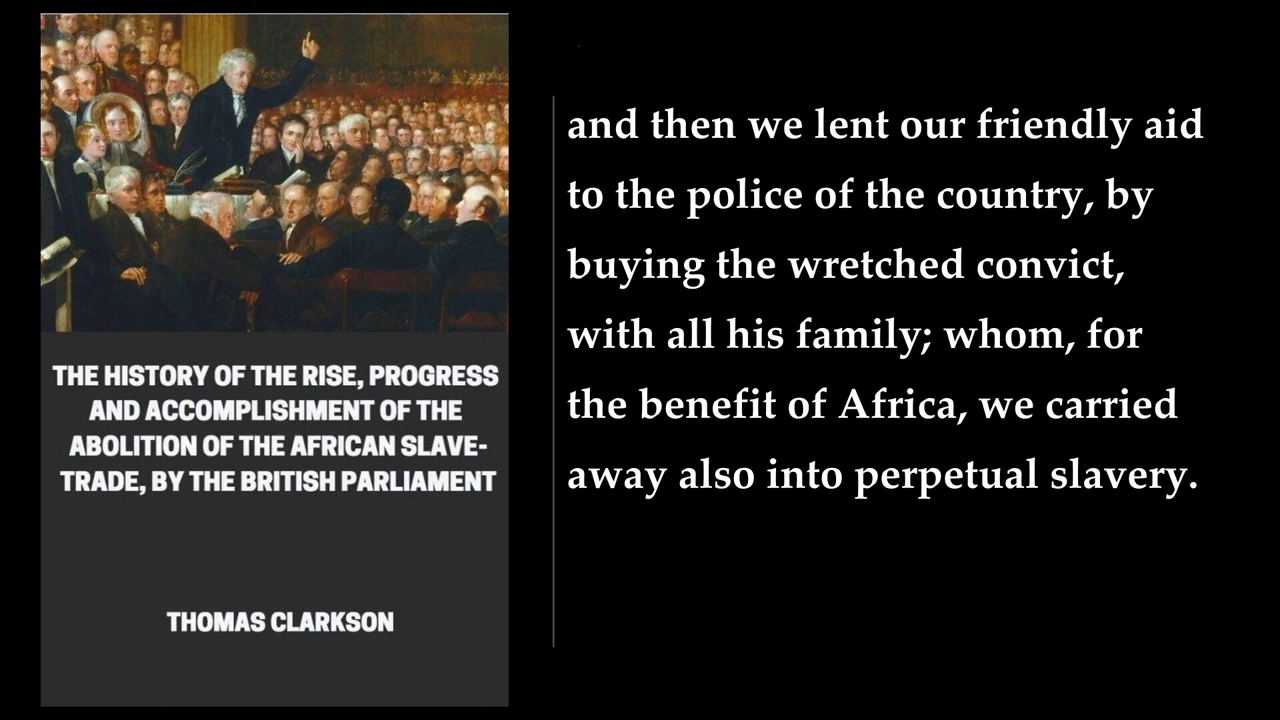 THE HISTORY OF THE RISE, PROGRESS
AND ACCOMPLISHMENT OF THE
ABOLITION OF THE AFRICAN SLAVE-
TRADE, BY THE BRITISH PARLIAMENT
THOMAS CLARKSON
and then we lent our friendly aid
to the police of the country, by
buying the wretched convict,
with all his family; whom, for
the benefit of Africa, we carried
away also into perpetual slavery.